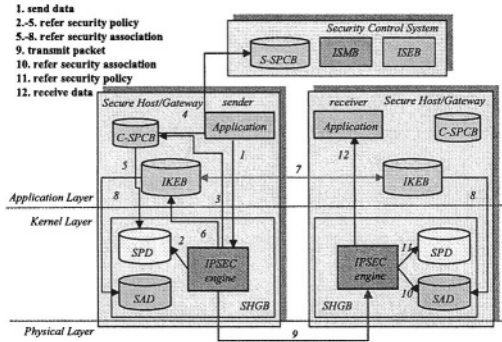 1. send data
2.-5. refer security policy
5.-8. refer security association
9. transmit packet
10. refer security association
11. refer security policy
12. receive data
Security Control System
S-SPCB
ISMB
ISEB
Secure Host/Gateway
sender
4
C-SPCB
Application
5
1
IKEB
8
3
6
Application Layer
Kernel Layer
2
SPD
IPSEC
engine
SAD
SHGB
Physical Layer
7
9
receiver
Secure Host/Gateway
Application
C-SPCB
12
IKEB
8
11
SPD
IPSEC
engine
10
SAD
SHGB